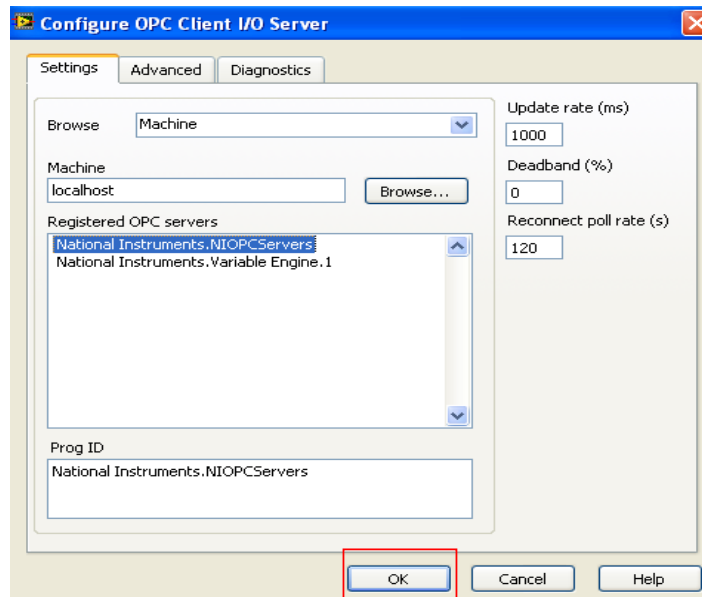 Configure OPC Client I/O Server
Settings
Advanced
Diagnostics
Browse
Machine
Machine
localhost
Browse...
Registered OPC servers
National Instruments.NIOPCServers
National Instruments.Variable Engine.1
Prog ID
National Instruments.NIOPCServers
Update rate (ms)
1000
Deadband (%)
0
Reconnect poll rate (s)
120
OK
Cancel
Help